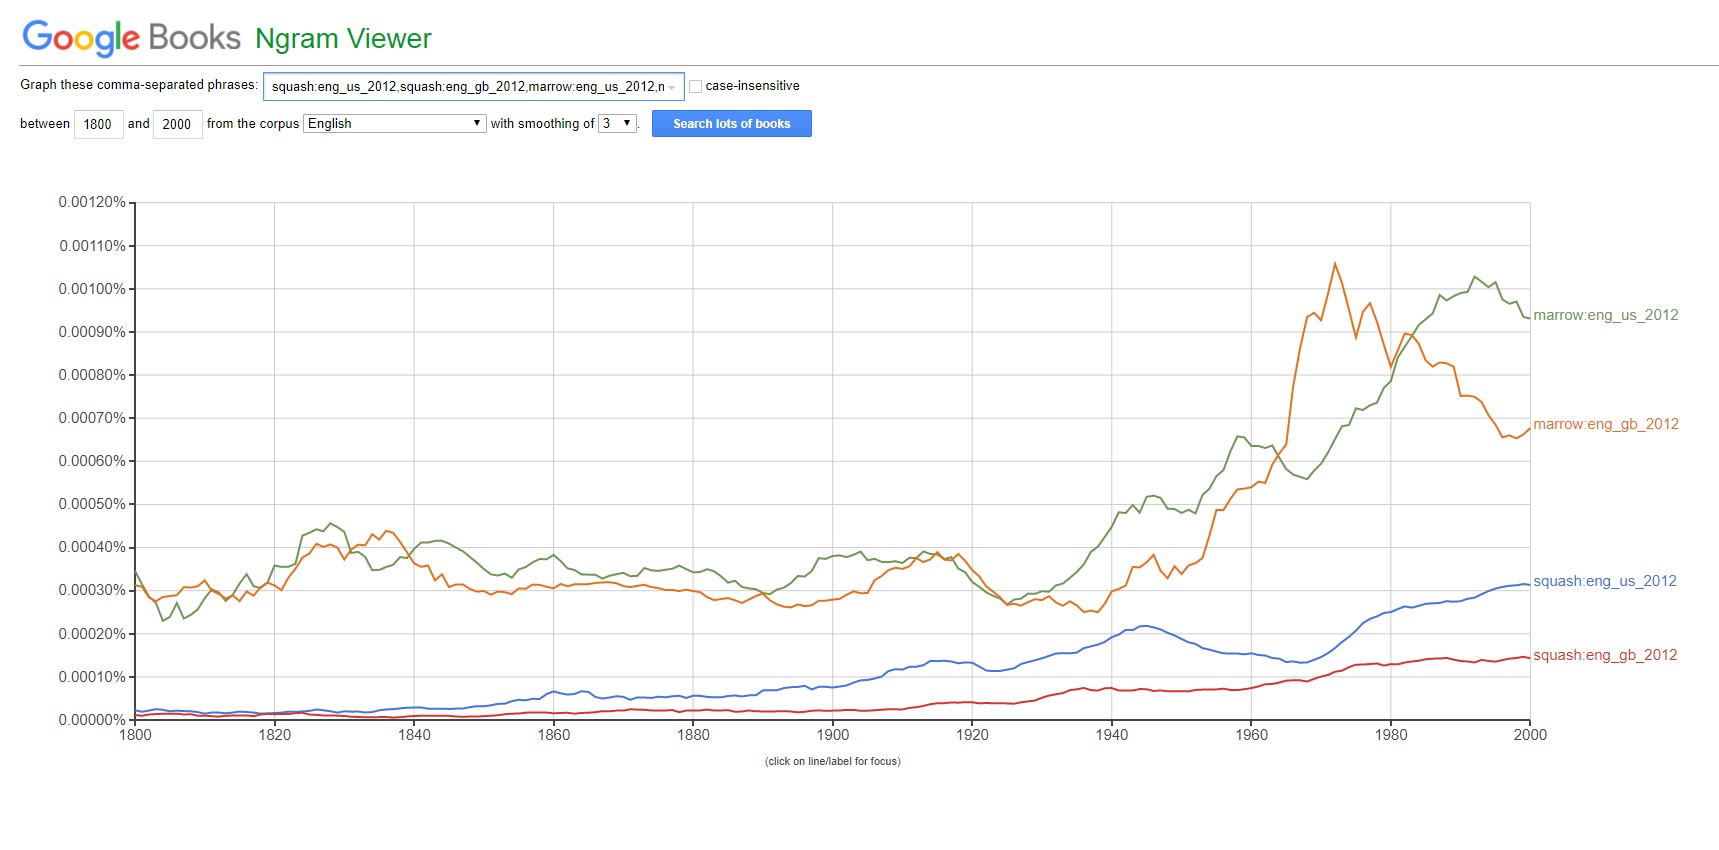 Google Books Ngram Viewer
Graph these comma-separated phrases: squash:eng_us_2012,squash:eng_gb_2012,marrow:eng_us_2012, case-insensitive
between 1800 and 2000 from the corpus English with smoothing of 3 . Search lots of books
0.00120%
0.00110%
0.00100%
0.00090%
0.00080%
0.00070%
0.00060%
0.00050%
0.00040%
0.00030%
0.00020%
0.00010%
0.00000%
marrow:eng_us_2012
marrow:eng_gb_2012
squash:eng_us_2012
squash:eng_gb_2012
1800 1820 1840 1860 1880 1900 1920 1940 1960 1980 2000
(click on line/label for focus)